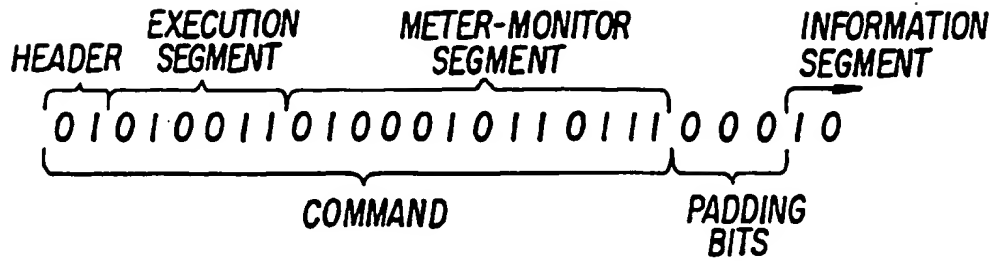 HEADER
EXECUTION
SEGMENT
METER-MONITOR
SEGMENT
INFORMATION
SEGMENT
0 1 0 1 0 0 1 1 0 1 0 0 0 1 0 1 1 0 1 1 1 0 0 0 1 0
COMMAND
PADDING
BITS